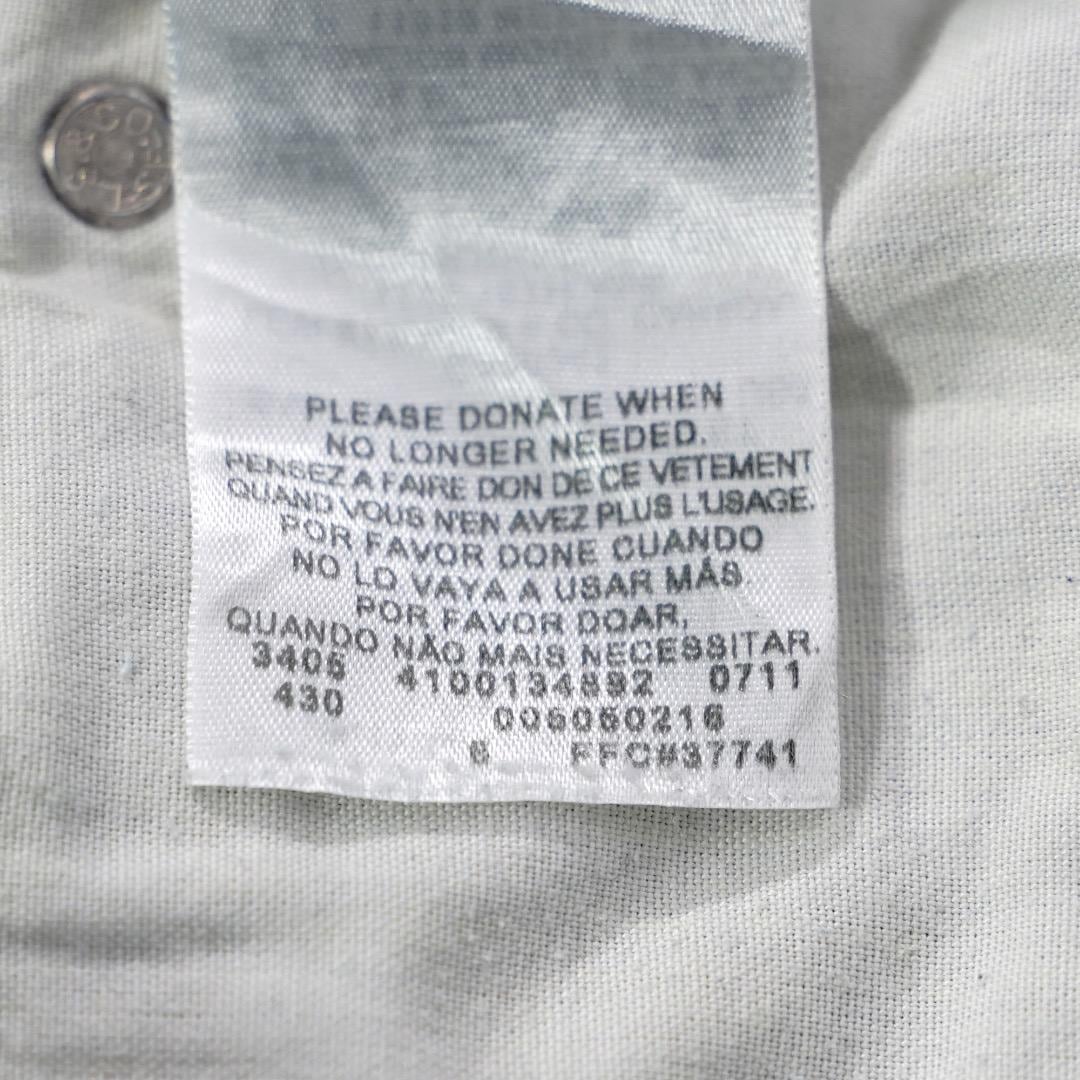 PLEASE DONATE WHEN
NO LONGER NEEDED.
PENSEZ A FAIRE DON DE CE VETEMENT
QUAND VOUS N'EN AVEZ PLUS L'USAGE.
POR FAVOR DONE CUANDO
NO LO VAYA A USAR MÁS
POR FAVOR DOAR,
QUANDO NÃO MAIS NECESSITAR.
3405 4100134892 0711
430 005050216
6 FFC#37741